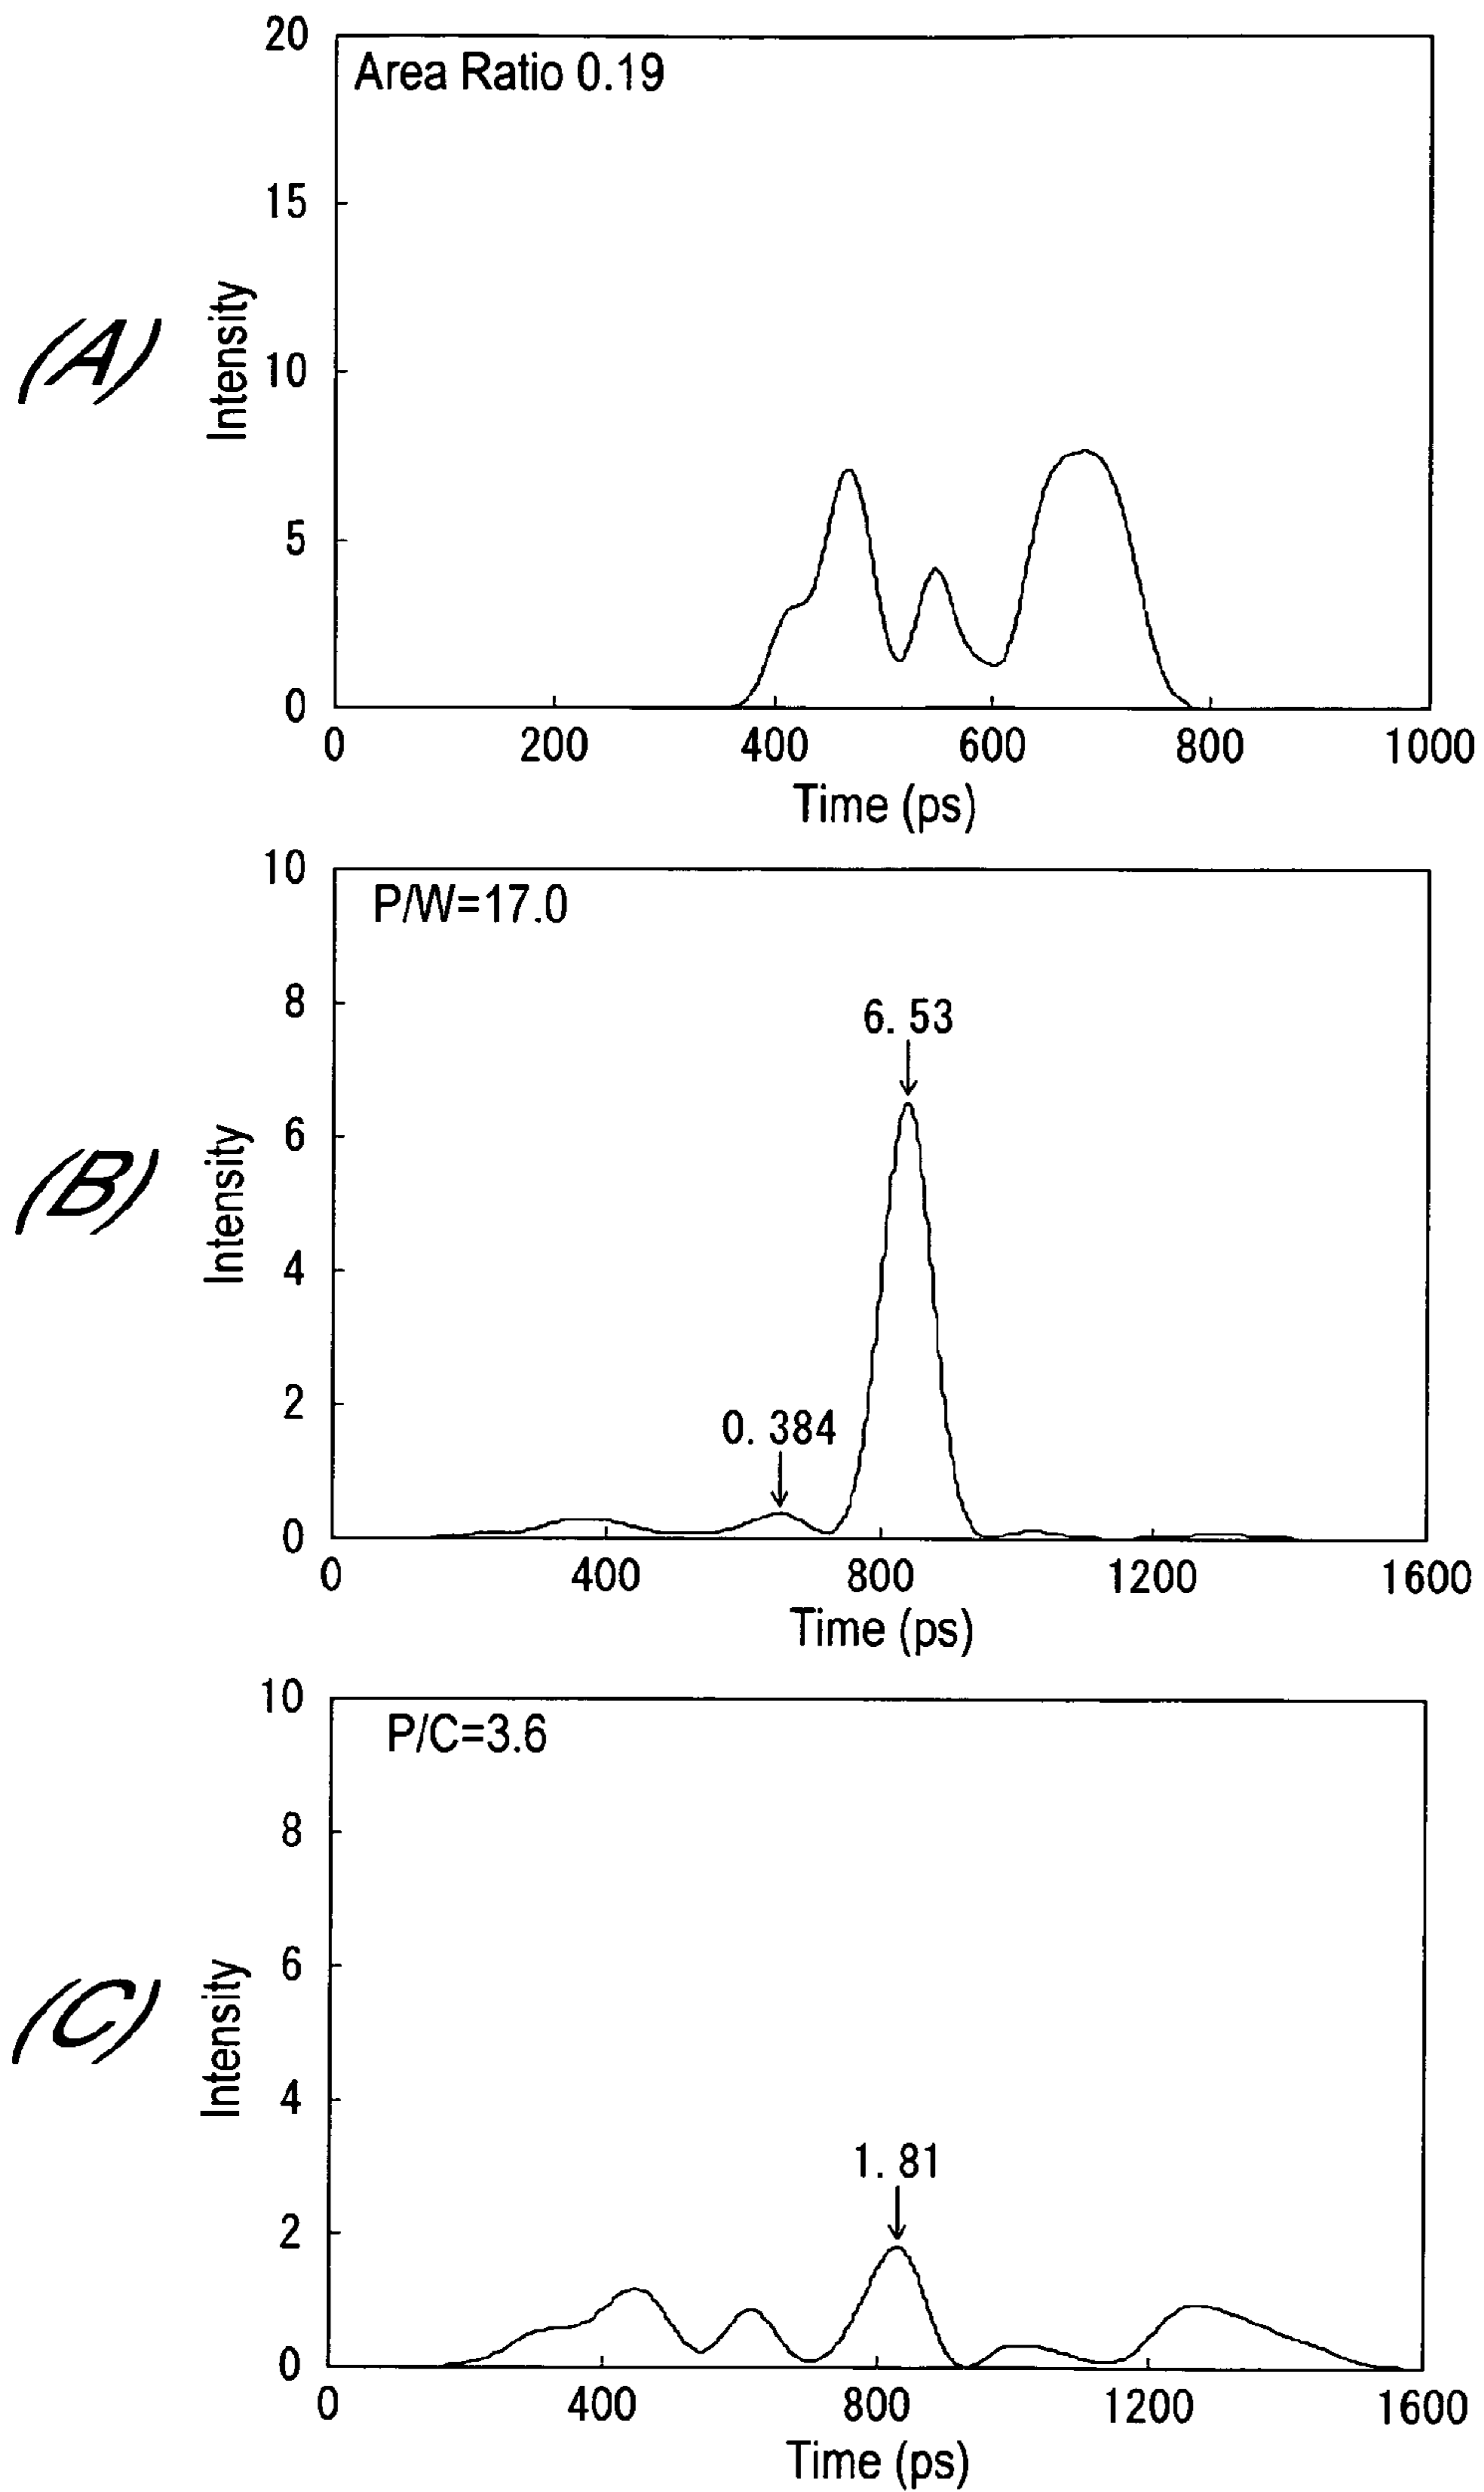 (A)
Area Ratio 0.19
Intensity
20
15
10
5
0
0 200 400 600 800 1000
Time (ps)
(B)
P/W=17.0
Intensity
10
8
6
4
2
0
6.53
0.384
0 400 800 1200 1600
Time (ps)
(C)
P/C=3.6
Intensity
10
8
6
4
2
0
1.81
0 400 800 1200 1600
Time (ps)